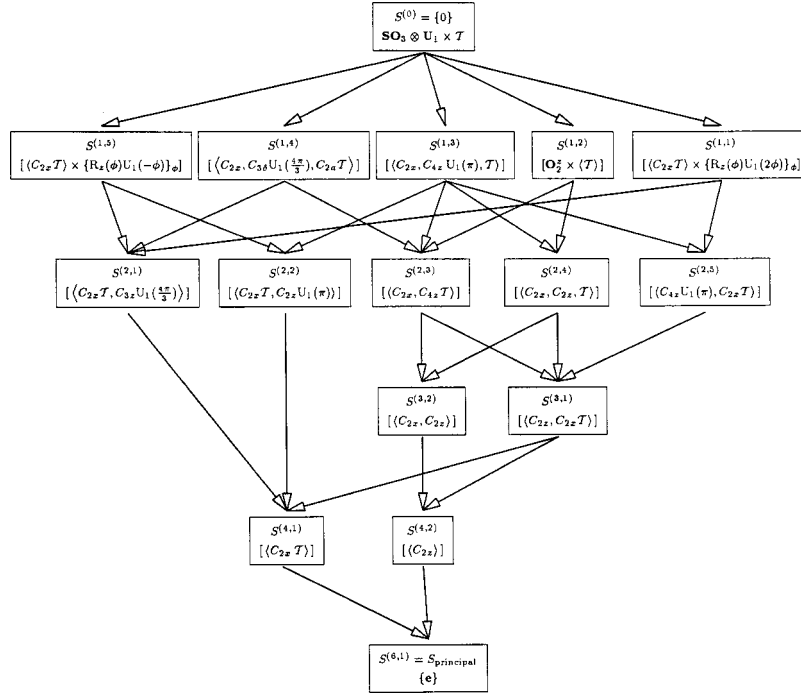 S^{(0)} = {0}
SO_3 ⊗ U_1 × 𝒯
S^{(1,5)}
[⟨C_{2x}𝒯⟩ × {R_z(ϕ)U_1(−ϕ)}_ϕ]
S^{(1,4)}
[⟨C_{2x}, C_{3δ}U_1(4π/3), C_{2a}𝒯⟩]
S^{(1,3)}
[⟨C_{2x}, C_{4z}U_1(π), 𝒯⟩]
S^{(1,2)}
[O_2^z × ⟨𝒯⟩]
S^{(1,1)}
[⟨C_{2x}𝒯⟩ × {R_z(ϕ)U_1(2ϕ)}_ϕ]
S^{(2,1)}
[⟨C_{2x}𝒯, C_{3z}U_1(4π/3)⟩]
S^{(2,2)}
[⟨C_{2x}𝒯, C_{2z}U_1(π)⟩]
S^{(2,3)}
[⟨C_{2x}, C_{4z}𝒯⟩]
S^{(2,4)}
[⟨C_{2x}, C_{2z}, 𝒯⟩]
S^{(2,5)}
[⟨C_{4z}U_1(π), C_{2x}𝒯⟩]
S^{(3,2)}
[⟨C_{2x}, C_{2z}⟩]
S^{(3,1)}
[⟨C_{2z}, C_{2x}𝒯⟩]
S^{(4,1)}
[⟨C_{2x} 𝒯⟩]
S^{(4,2)}
[⟨C_{2z}⟩]
S^{(6,1)} = S_{principal}
{e}